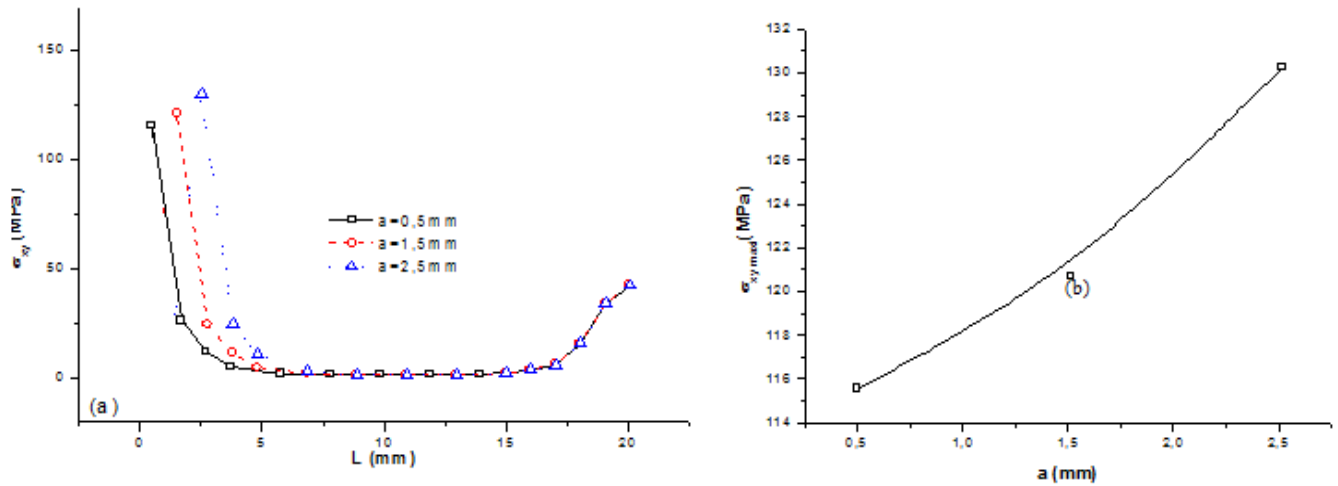 150
100
50
0
σxy (MPa)
a=0,5mm
a=1,5mm
a=2,5mm
(a)
0 5 10 15 20
L (mm)
132
130
128
126
124
122
120
118
116
114
σxy max (MPa)
(b)
0,5 1,0 1,5 2,0 2,5
a (mm)